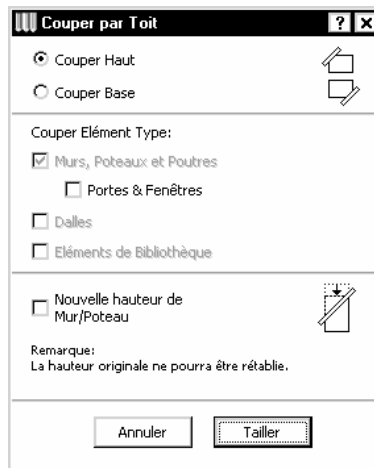 Couper par Toit
Couper Haut
Couper Base
Couper Elément Type:
Murs, Poteaux et Poutres
Portes & Fenêtres
Dalles
Eléments de Bibliothèque
Nouvelle hauteur de
Mur/Poteau
Remarque:
La hauteur originale ne pourra être rétablie.
Annuler
Tailler